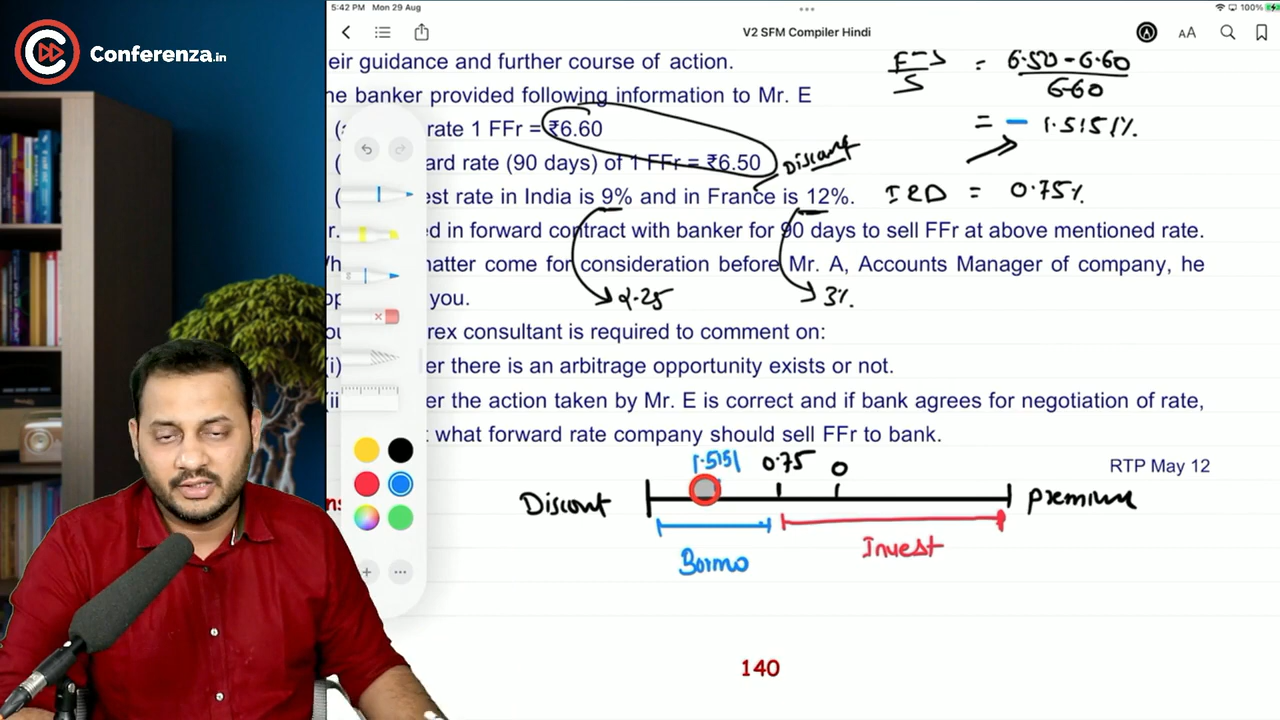 5:42 PM Mon 29 Aug
100%
V2 SFM Compiler Hindi
AA
Conferenza.in
eir guidance and further course of action.
he banker provided following information to Mr. E
rate 1 FFr = ₹6.60
ard rate (90 days) of 1 FFr = ₹6.50
Discount
est rate in India is 9% and in France is 12%.
F-S
S
= 6.50-6.60
6.60
= - 1.5151%.
IRD = 0.75%
ed in forward contract with banker for 90 days to sell FFr at above mentioned rate.
atter come for consideration before Mr. A, Accounts Manager of company, he
you.
2.25
3%.
rex consultant is required to comment on:
er there is an arbitrage opportunity exists or not.
er the action taken by Mr. E is correct and if bank agrees for negotiation of rate,
what forward rate company should sell FFr to bank.
RTP May 12
1.5151 0.75 0
Discount
Premium
Borrow
Invest
140